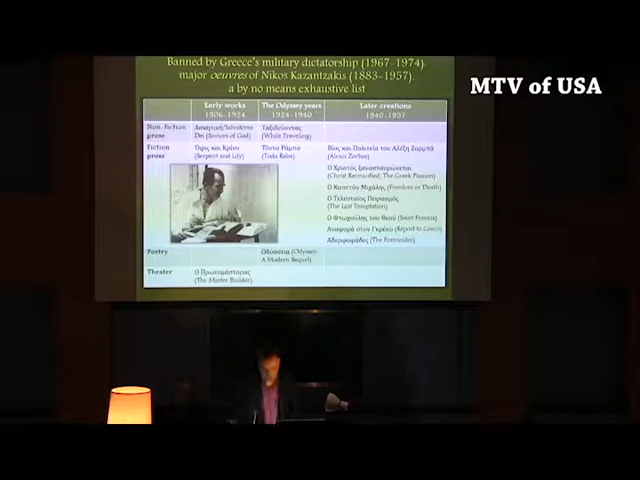 Banned by Greece's military dictatorship (1967-1974).
major oeuvres of Nikos Kazantzakis (1883-1957).
a by no means exhaustive list
MTV of USA
Early works
1906-1924
The Odyssey years
1924-1940
Later creations
1940-1957
Non-fiction
prose
Ασκητική/Salvatores
Dei (Saviors of God)
Ταξιδεύοντας
(While Traveling)
Fiction
prose
Όφις και Κρίνο
(Serpent and Lily)
Τόντα Ράμπα
(Toda Raba)
Βίος και Πολιτεία του Αλέξη Ζορμπά
(Alexis Zorbas)
Ο Χριστός ξανασταυρώνεται
(Christ Recrucified, The Greek Passion)
Ο Καπετάν Μιχάλης (Freedom or Death)
Ο Τελευταίος Πειρασμός
(The Last Temptation)
Ο Φτωχούλης του Θεού (Saint Francis)
Αναφορά στον Γκρέκο (Report to Greco)
Αδερφοφάδες (The Fratricides)
Poetry
Οδύσσεια (Odyssey:
A Modern Sequel)
Theater
Ο Πρωτομάστορας
(The Master Builder)